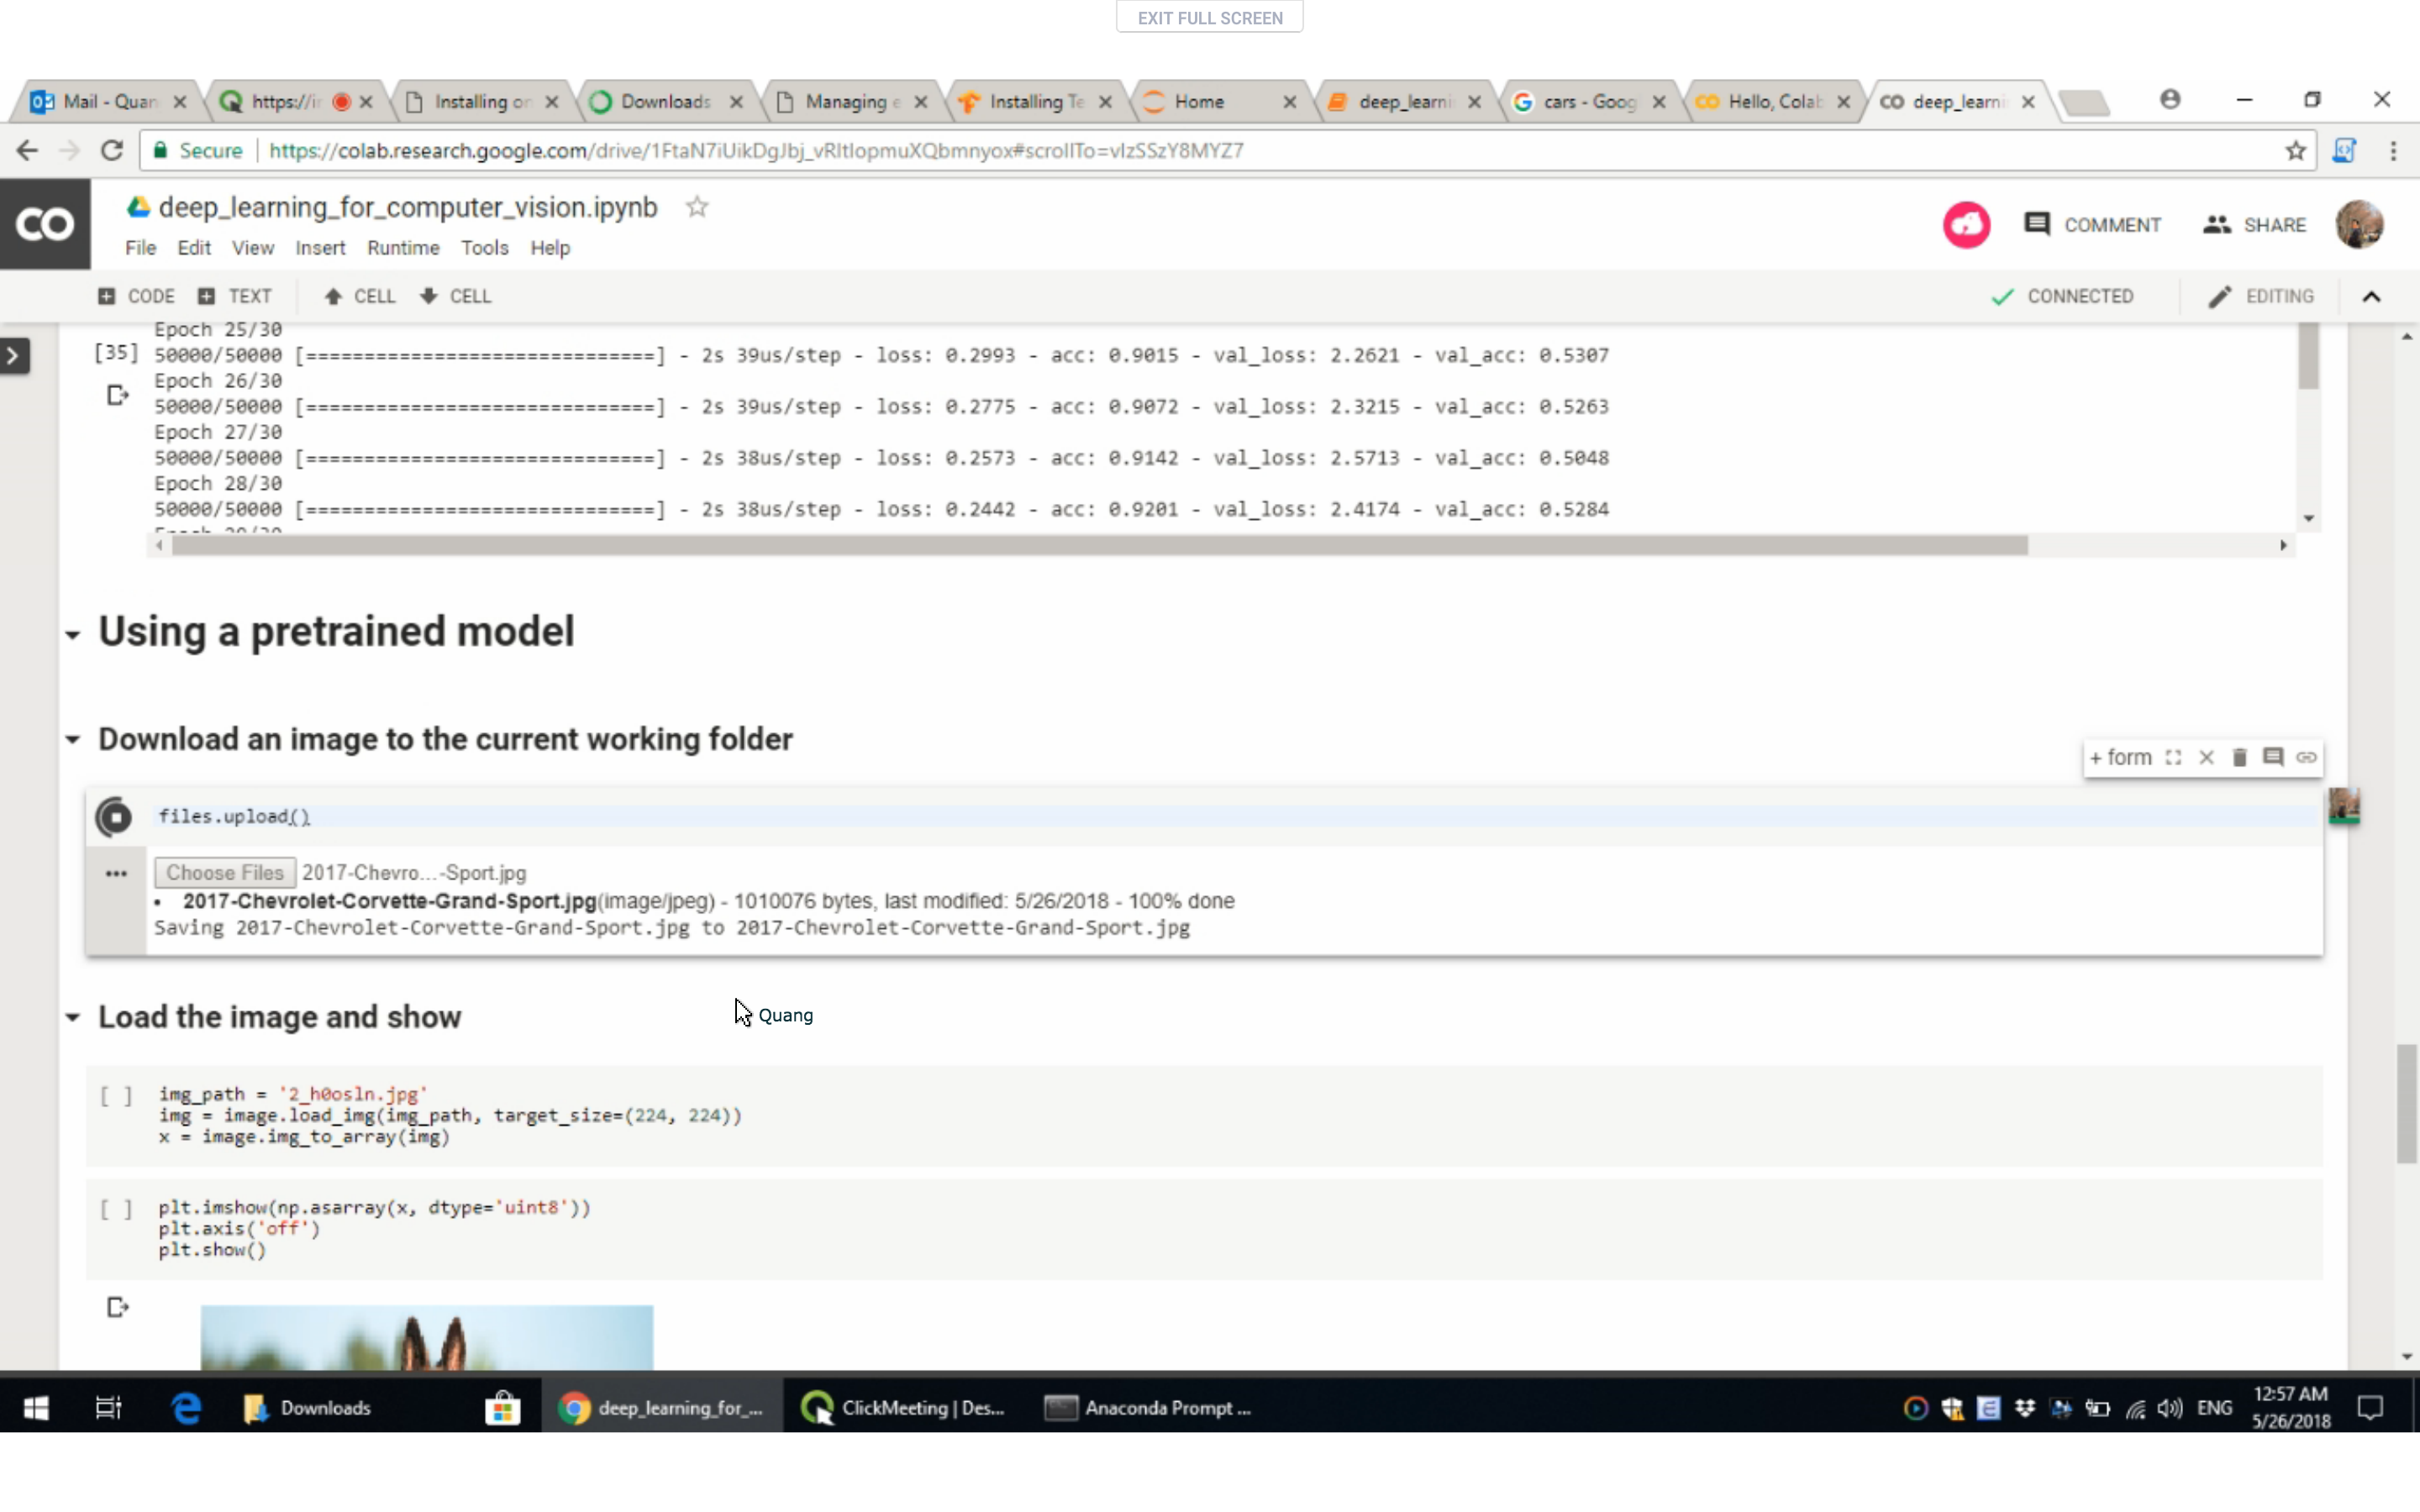 EXIT FULL SCREEN
Mail - Quan
https://ir
Installing on
Downloads
Managing e
Installing Te
Home
deep_learni
cars - Goog
Hello, Colab
deep_learni
Secure https://colab.research.google.com/drive/1FtaN7iUikDgJbj_vRltlopmuXQbmnyox#scrollTo=vIzSSzY8MYZ7
CO deep_learning_for_computer_vision.ipynb
COMMENT SHARE
File Edit View Insert Runtime Tools Help
CODE TEXT CELL CELL CONNECTED EDITING
Epoch 25/30
[35] 50000/50000 [==============================] - 2s 39us/step - loss: 0.2993 - acc: 0.9015 - val_loss: 2.2621 - val_acc: 0.5307
Epoch 26/30
50000/50000 [==============================] - 2s 39us/step - loss: 0.2775 - acc: 0.9072 - val_loss: 2.3215 - val_acc: 0.5263
Epoch 27/30
50000/50000 [==============================] - 2s 38us/step - loss: 0.2573 - acc: 0.9142 - val_loss: 2.5713 - val_acc: 0.5048
Epoch 28/30
50000/50000 [==============================] - 2s 38us/step - loss: 0.2442 - acc: 0.9201 - val_loss: 2.4174 - val_acc: 0.5284
Using a pretrained model
Download an image to the current working folder
+ form
files.upload()
Choose Files 2017-Chevro...-Sport.jpg
• 2017-Chevrolet-Corvette-Grand-Sport.jpg(image/jpeg) - 1010076 bytes, last modified: 5/26/2018 - 100% done
Saving 2017-Chevrolet-Corvette-Grand-Sport.jpg to 2017-Chevrolet-Corvette-Grand-Sport.jpg
Load the image and show
Quang
[ ] img_path = '2_h0osln.jpg'
img = image.load_img(img_path, target_size=(224, 224))
x = image.img_to_array(img)
[ ] plt.imshow(np.asarray(x, dtype='uint8'))
plt.axis('off')
plt.show()
Downloads
deep_learning_for_...
ClickMeeting | Des...
Anaconda Prompt ...
ENG
12:57 AM
5/26/2018